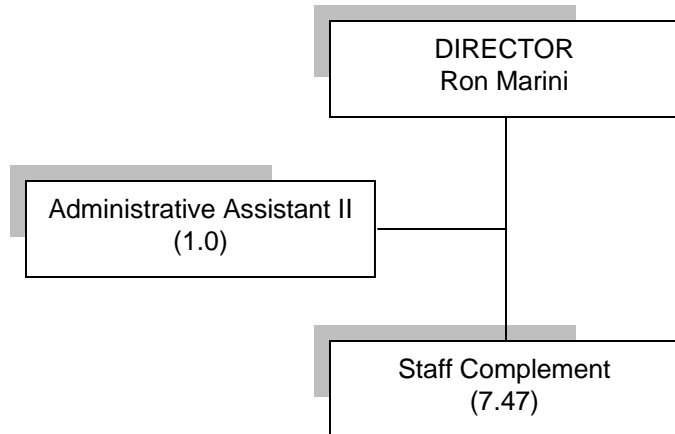 DIRECTOR
Ron Marini
Administrative Assistant II
(1.0)
Staff Complement
(7.47)